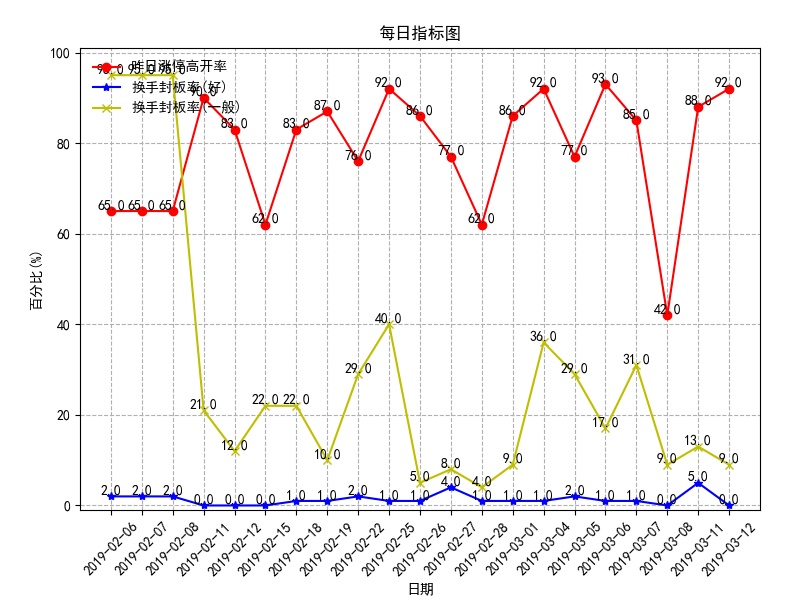 每日指标图
百分比(%)
100
80
60
40
20
0
昨日涨停高开率
换手封板率(好)
换手封板率(一般)
65.0 65.0 65.0 90.0 83.0 62.0 83.0 87.0 76.0 92.0 86.0 77.0 62.0 86.0 92.0 77.0 93.0 85.0 42.0 88.0 92.0
95.0 95.0 95.0 21.0 12.0 22.0 22.0 10.0 29.0 40.0 5.0 8.0 4.0 9.0 36.0 29.0 17.0 31.0 9.0 13.0 9.0
2.0 2.0 2.0 0.0 0.0 0.0 1.0 1.0 2.0 1.0 1.0 4.0 1.0 1.0 1.0 2.0 1.0 1.0 0.0 5.0 0.0
2019-02-06 2019-02-07 2019-02-08 2019-02-11 2019-02-12 2019-02-15 2019-02-18 2019-02-19 2019-02-22 2019-02-25 2019-02-26 2019-02-27 2019-02-28 2019-03-01 2019-03-04 2019-03-05 2019-03-06 2019-03-07 2019-03-08 2019-03-11 2019-03-12
日期